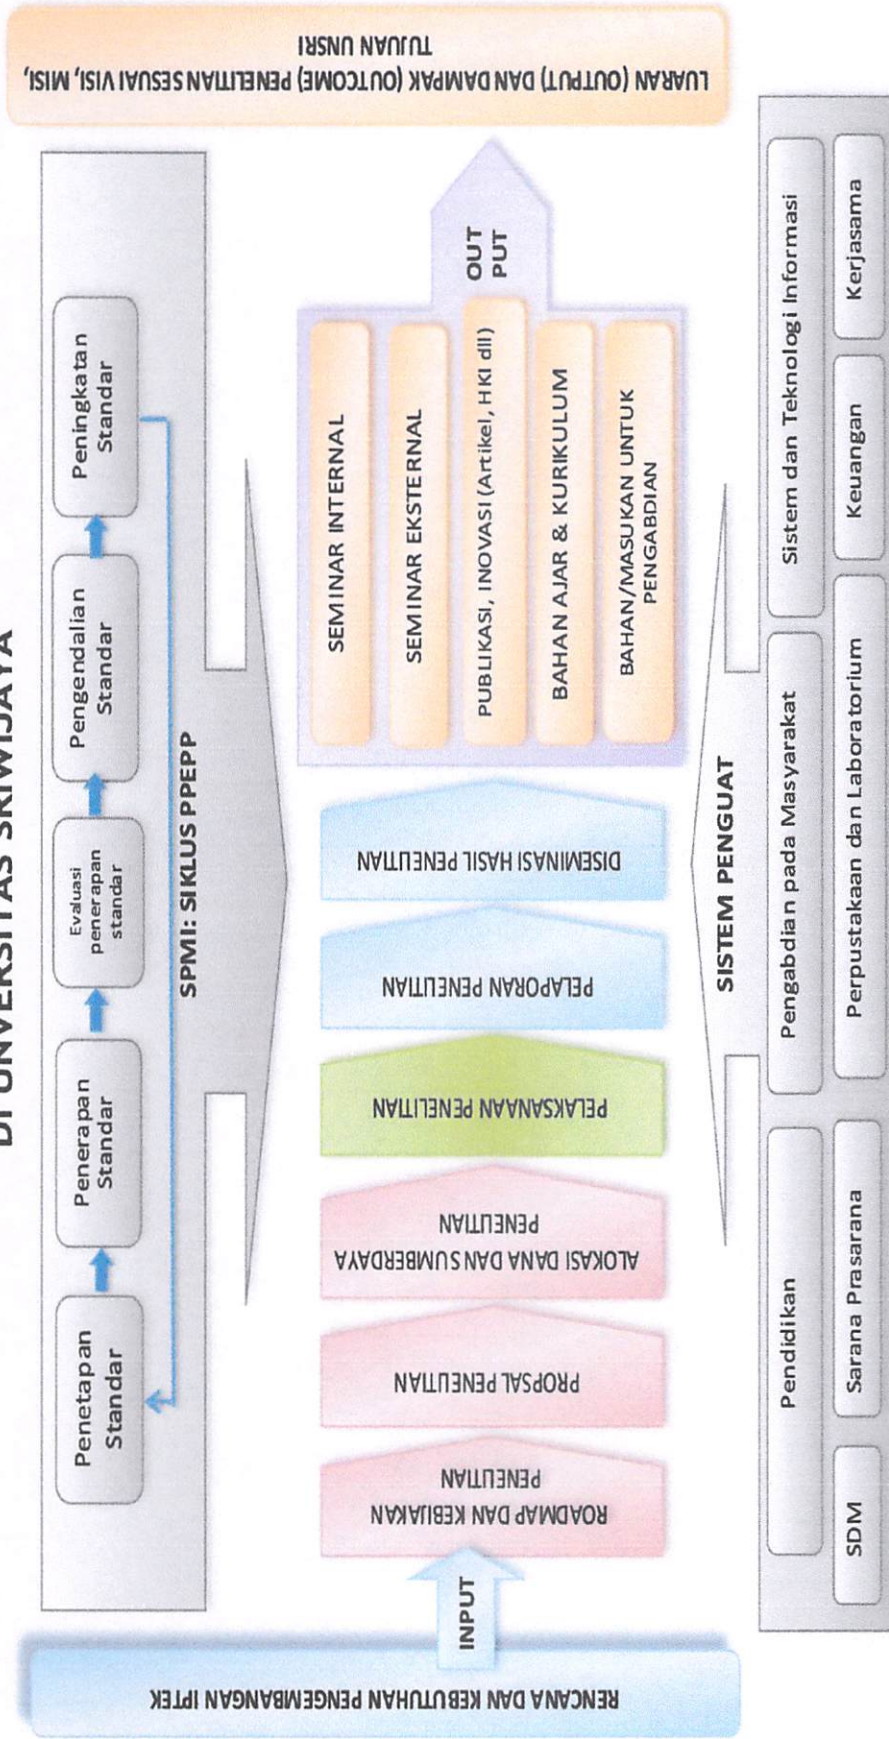 DI UNVERSITAS SRIWIJAYA
Penetapan
Standar
Penerapan
Standar
Evaluasi
penerapan
standar
Pengendalian
Standar
Peningkatan
Standar
SPMI: SIKLUS PPEPP
RENCANA DAN KEBUTUHAN PENGEMBANGAN IPTEK
INPUT
ROADMAP DAN KEBIJAKAN
PENELITIAN
PROPSAL PENELITIAN
ALOKASI DANA DAN SUMBERDAYA
PENELITIAN
PELAKSANAAN PENELITIAN
PELAPORAN PENELITIAN
DISEMINASI HASIL PENELITIAN
SEMINAR INTERNAL
SEMINAR EKSTERNAL
PUBLIKASI, INOVASI (Artikel, HKI dll)
BAHAN AJAR & KURIKULUM
BAHAN/MASUKAN UNTUK
PENGABDIAN
OUT
PUT
LUARAN (OUTPUT) DAN DAMPAK (OUTCOME) PENELITIAN SESUAI VISI, MISI,
TUJUAN UNSRI
SISTEM PENGUAT
Pendidikan
Pengabdian pada Masyarakat
Sistem dan Teknologi Informasi
SDM
Sarana Prasarana
Perpustakaan dan Laboratorium
Keuangan
Kerjasama